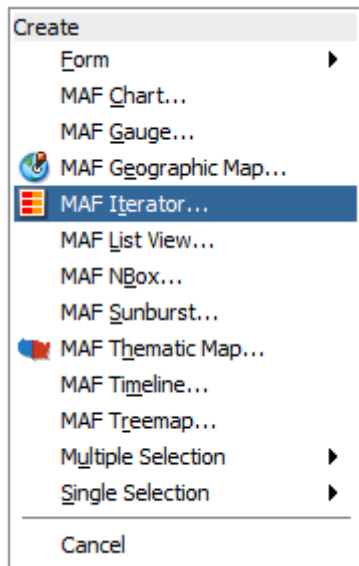 Create
Form
MAF Chart...
MAF Gauge...
MAF Geographic Map...
MAF Iterator...
MAF List View...
MAF NBox...
MAF Sunburst...
MAF Thematic Map...
MAF Timeline...
MAF Treemap...
Multiple Selection
Single Selection
Cancel